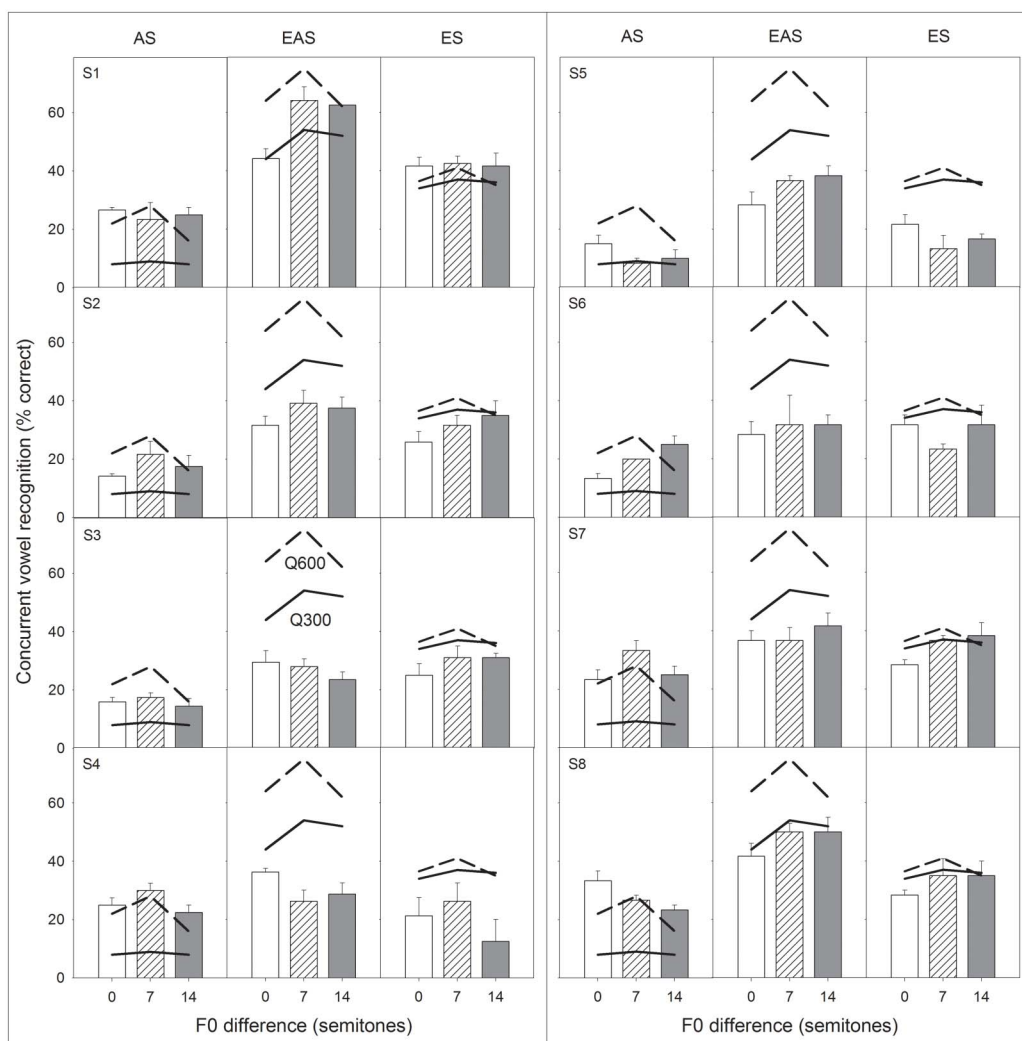 AS EAS ES AS EAS ES
S1 S5
60
40
20
0
S2 S6
60
40
20
0
S3 Q600 S7
60
Q300
40
20
0
S4 S8
60
40
20
0
0 7 14 0 7 14 0 7 14 0 7 14 0 7 14 0 7 14
F0 difference (semitones) F0 difference (semitones)
Concurrent vowel recognition (% correct)